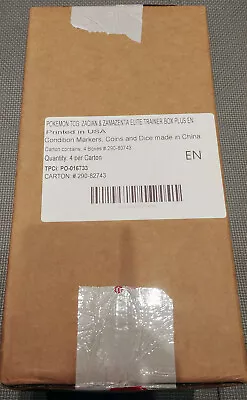 POKEMON TCG: ZACIAN & ZAMAZENTA ELITE TRAINER BOX PLUS EN
Printed in USA
Condition Markers, Coins and Dice made in China
Carton contains: 4 Boxes # 290-82743
Quantity: 4 per Carton
EN
TPCi: PO-016733
CARTON: # 290-82743